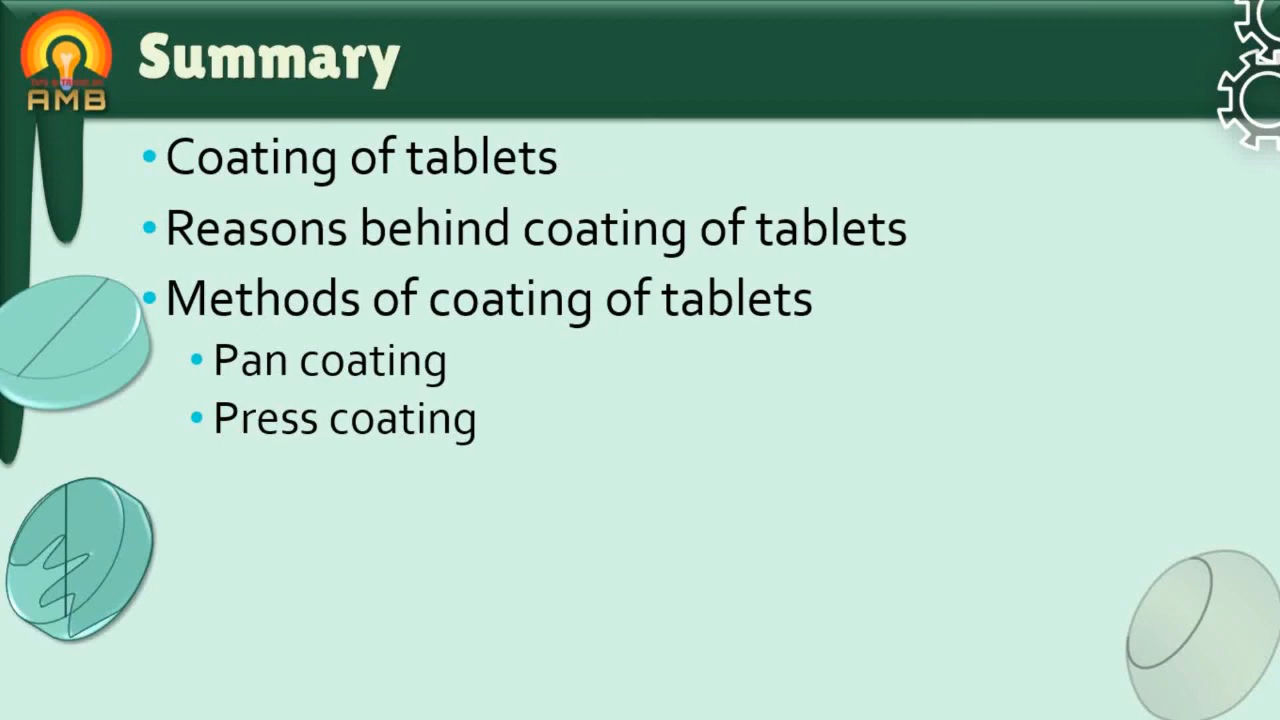 Summary
AMB
• Coating of tablets
• Reasons behind coating of tablets
• Methods of coating of tablets
• Pan coating
• Press coating